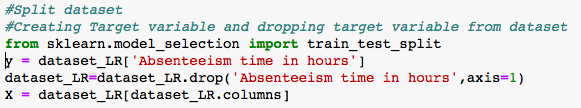 #Split dataset
#Creating Target variable and dropping target variable from dataset
from sklearn.model_selection import train_test_split
y = dataset_LR['Absenteeism time in hours']
dataset_LR=dataset_LR.drop('Absenteeism time in hours',axis=1)
X = dataset_LR[dataset_LR.columns]